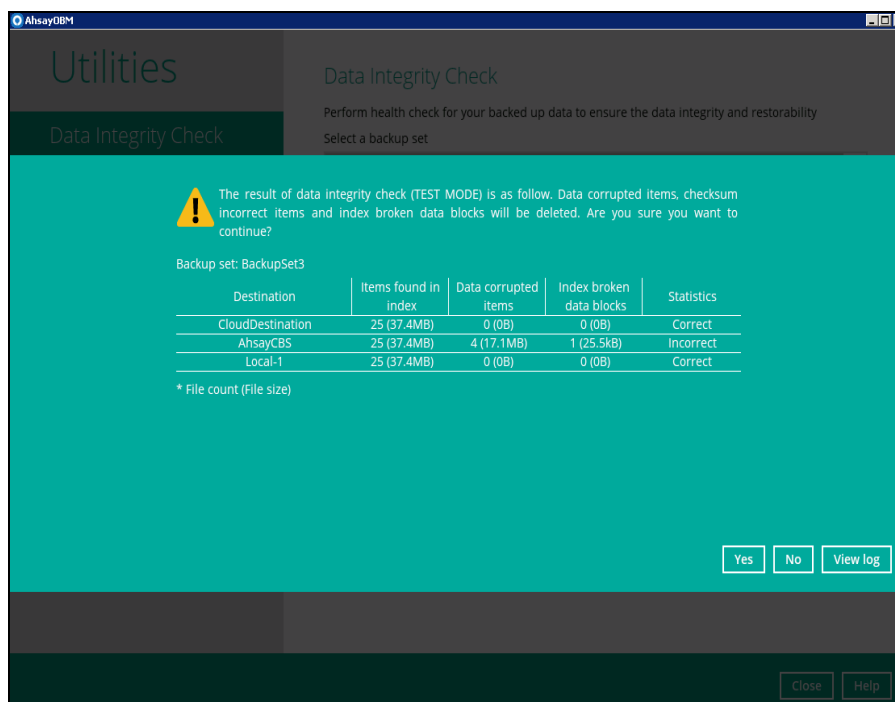 AhsayOBM
Utilities
Data Integrity Check
Data Integrity Check
Perform health check for your backed up data to ensure the data integrity and restorability
Select a backup set
The result of data integrity check (TEST MODE) is as follow. Data corrupted items, checksum
incorrect items and index broken data blocks will be deleted. Are you sure you want to
continue?
Backup set: BackupSet3
Destination Items found in index Data corrupted items Index broken data blocks Statistics
CloudDestination 25 (37.4MB) 0 (0B) 0 (0B) Correct
AhsayCBS 25 (37.4MB) 4 (17.1MB) 1 (25.5kB) Incorrect
Local-1 25 (37.4MB) 0 (0B) 0 (0B) Correct
* File count (File size)
Yes No View log
Close Help